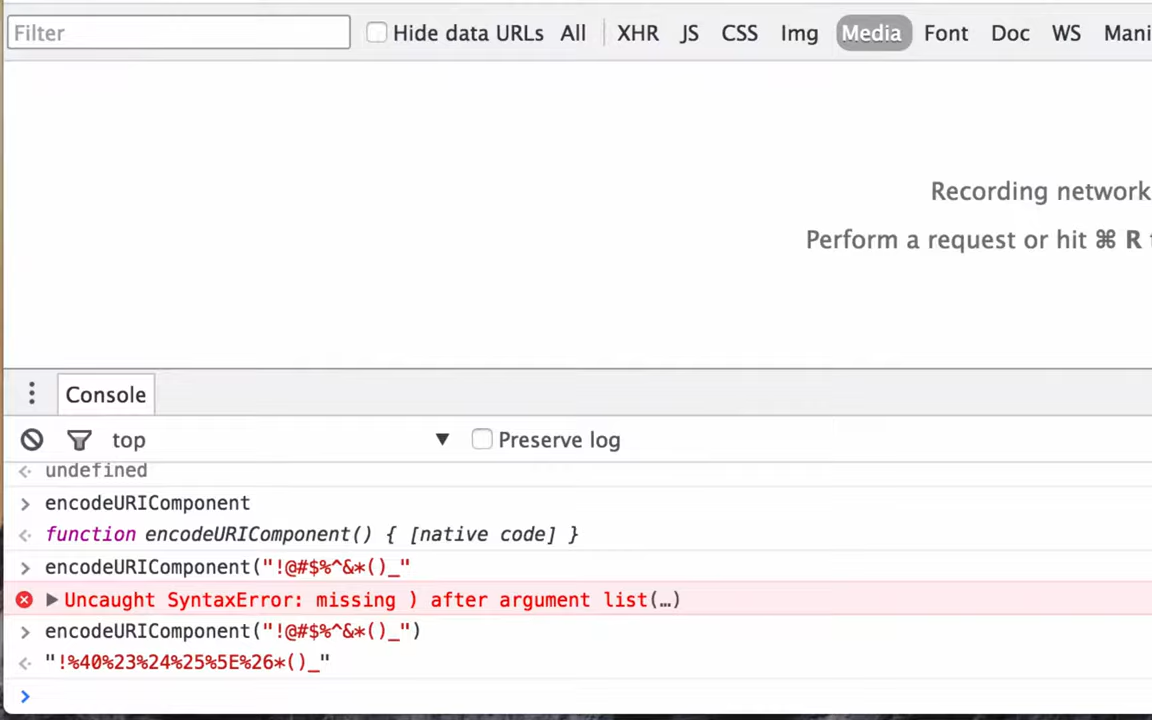 Filter Hide data URLs All XHR JS CSS Img Media Font Doc WS Mani
Recording network
Perform a request or hit ⌘ R
Console
top ▼ Preserve log
undefined
encodeURIComponent
function encodeURIComponent() { [native code] }
encodeURIComponent("!@#$%^&*()_"
Uncaught SyntaxError: missing ) after argument list(…)
encodeURIComponent("!@#$%^&*()_")
"!%40%23%24%25%5E%26*()_"